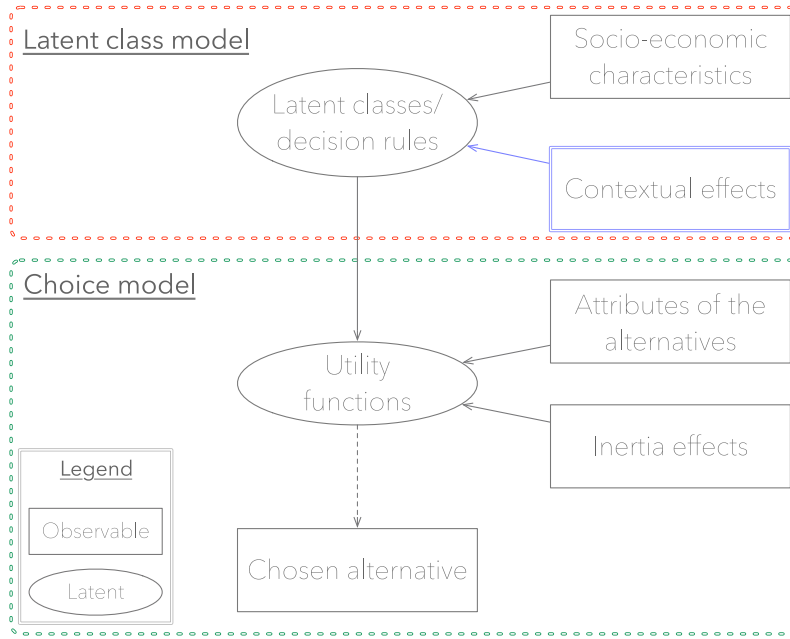 Latent class model
Socio-economic
characteristics
Latent classes/
decision rules
Contextual effects
Choice model
Attributes of the
alternatives
Utility
functions
Inertia effects
Legend
Observable
Latent
Chosen alternative